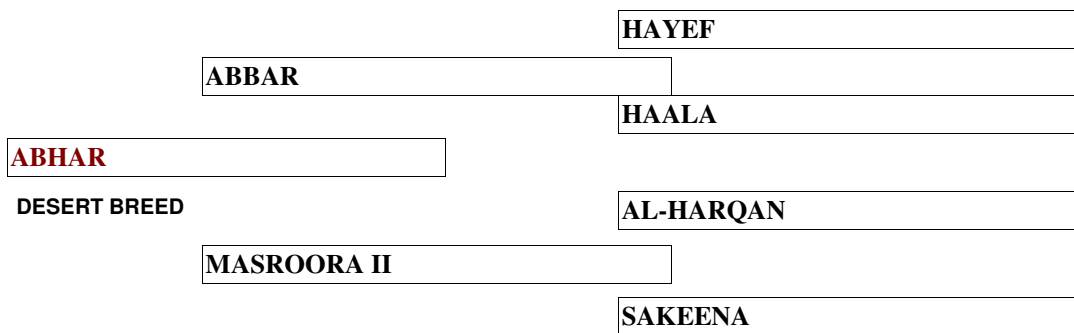 HAYEF
ABBAR
HAALA
ABHAR
DESERT BREED
AL-HARQAN
MASROORA II
SAKEENA